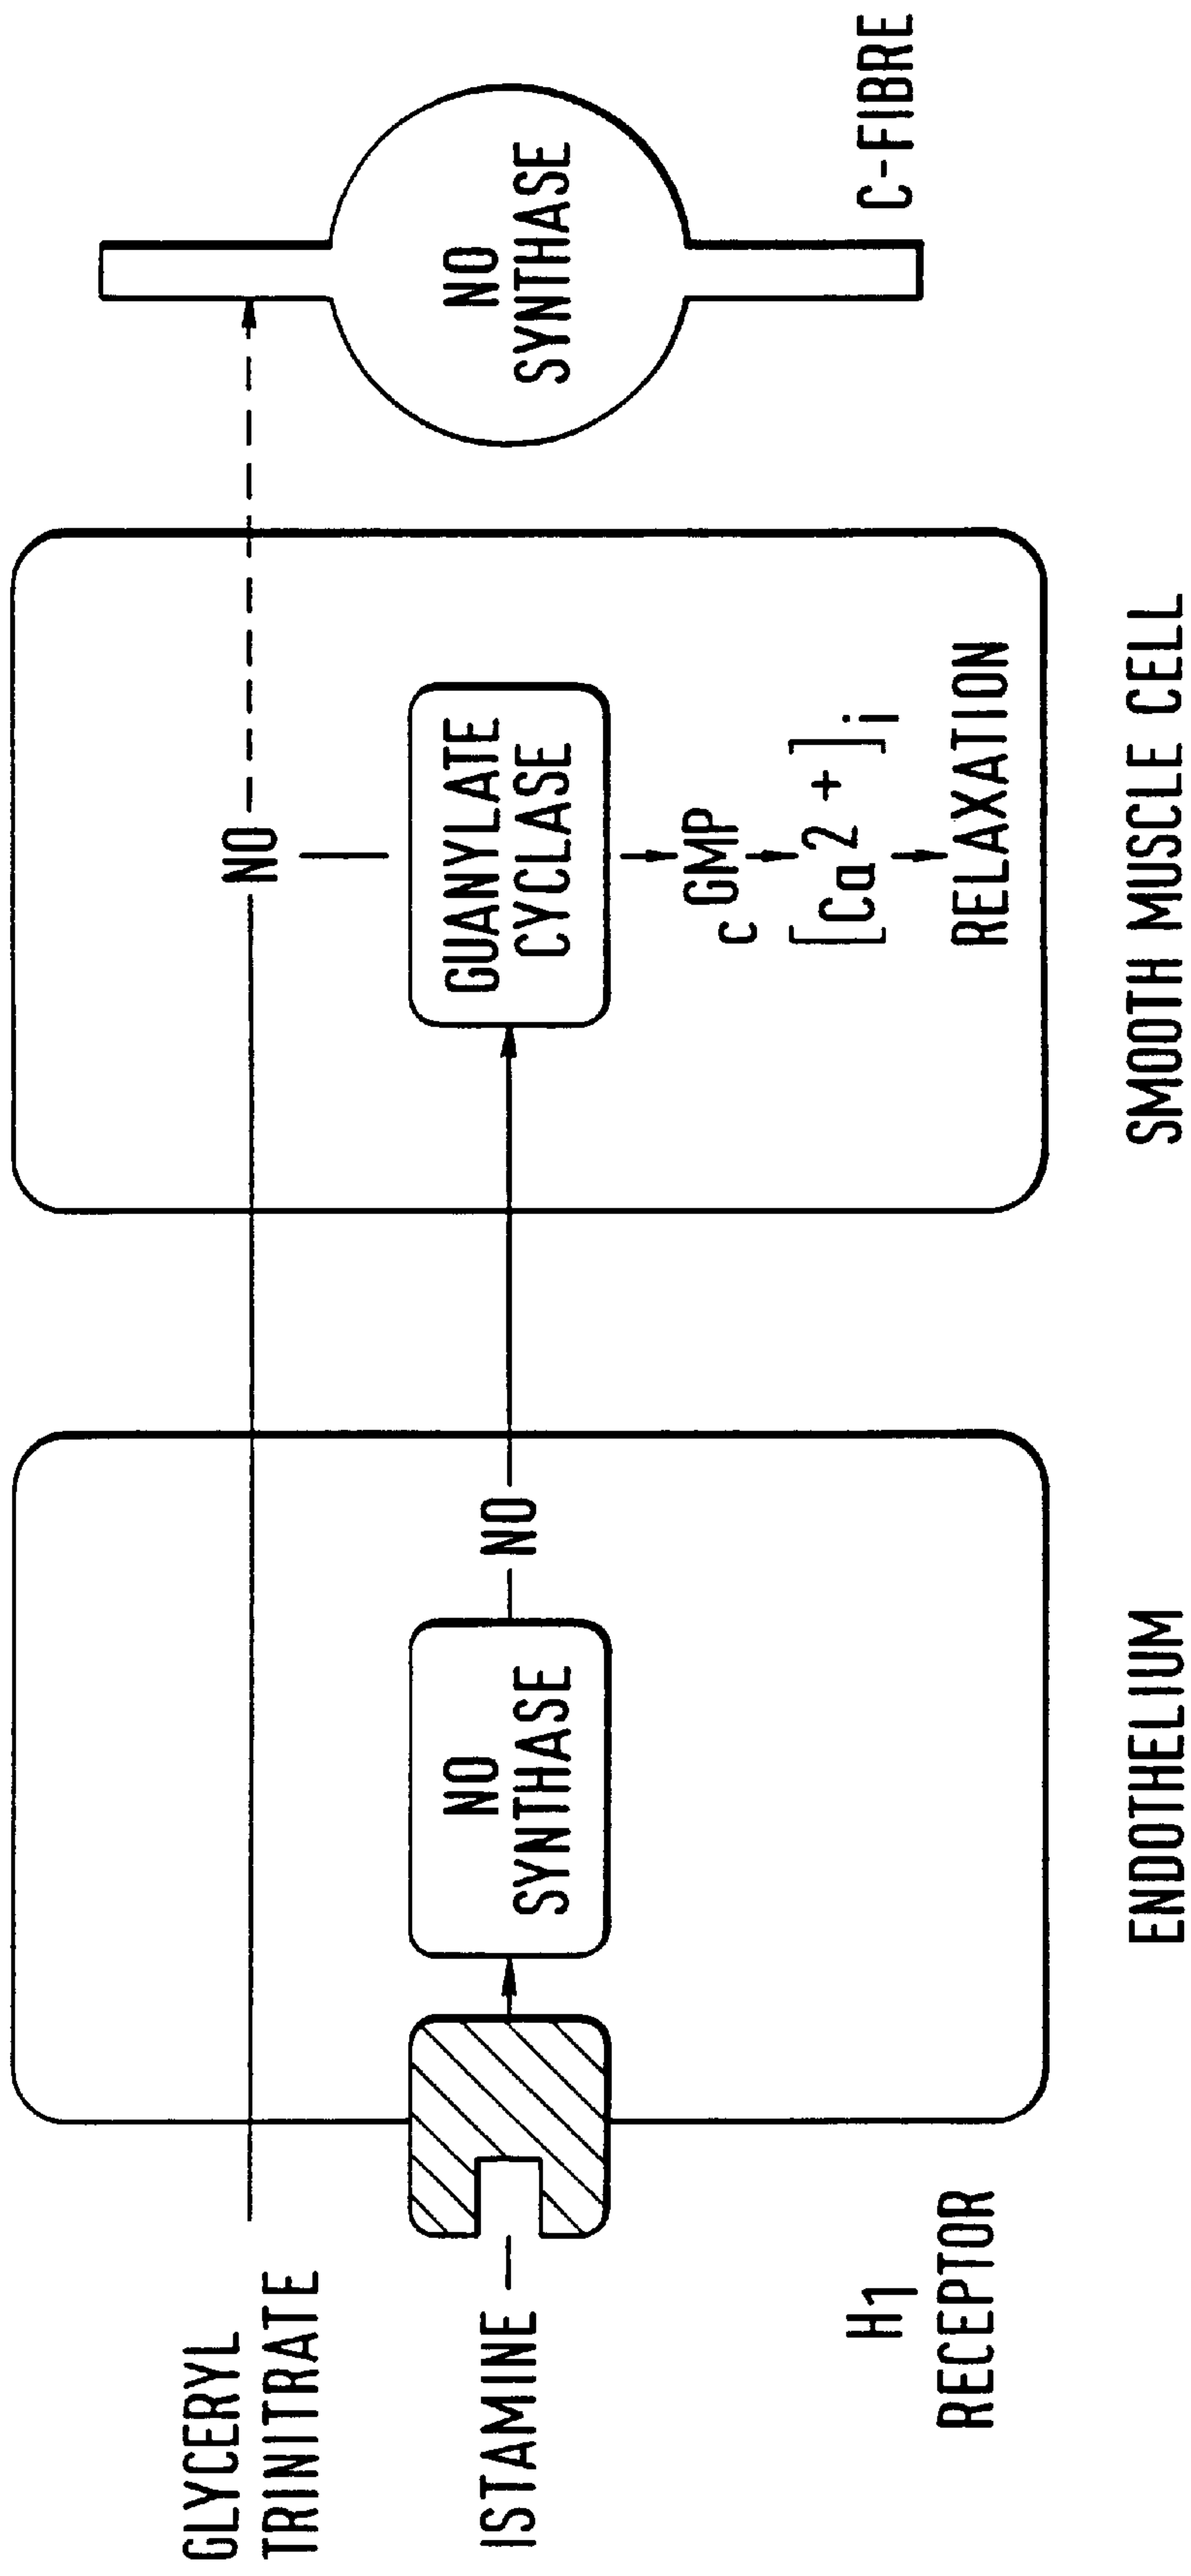 GLYCERYL
TRINITRATE
NO
ISTAMINE
NO
SYNTHASE
NO
GUANYLATE
CYCLASE
NO
SYNTHASE
cGMP
[Ca2+]i
RELAXATION
H1
RECEPTOR
C-FIBRE
ENDOTHELIUM
SMOOTH MUSCLE CELL